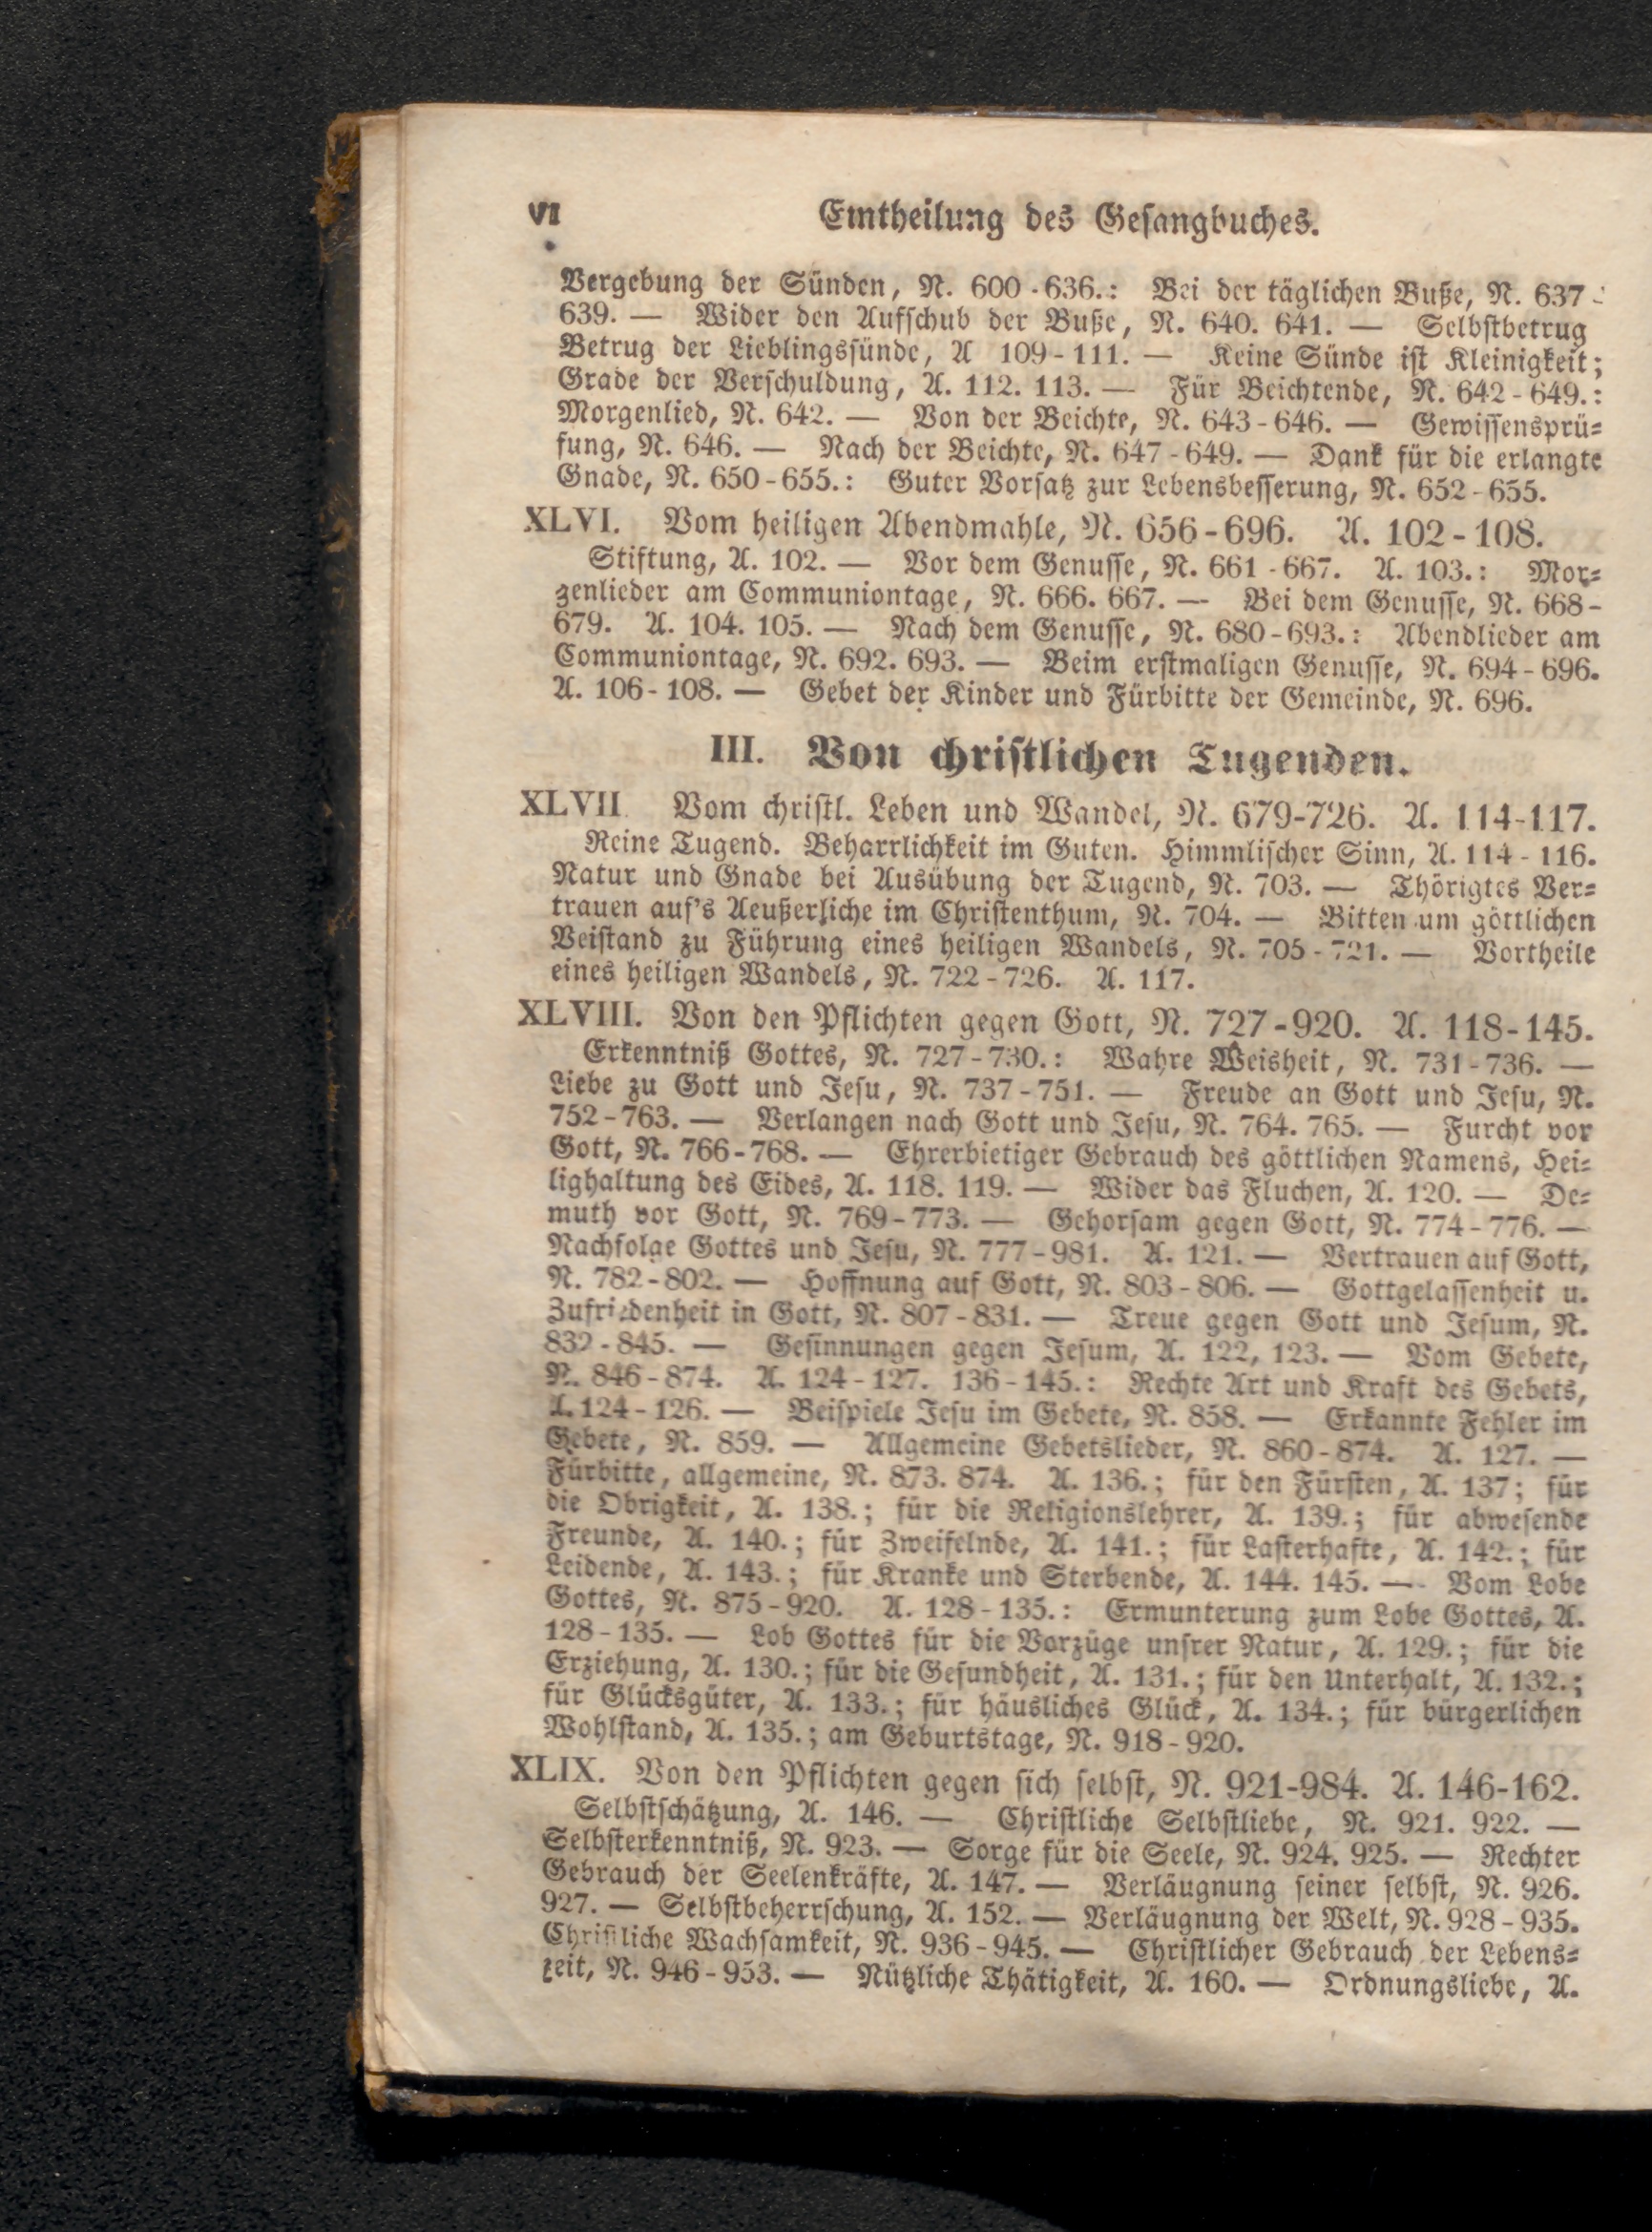 VI Eintheilung des Gesangbuches.
Vergebung der Sünden, N. 600-636.: Bei der täglichen Buße, N. 637-
639. — Wider den Aufschub der Buße, N. 640. 641. — Selbstbetrug
Betrug der Lieblingssünde, A 109-111. — Keine Sünde ist Kleinigkeit;
Grade der Verschuldung, A. 112. 113. — Für Beichtende, N. 642-649.:
Morgenlied, N. 642. — Von der Beichte, N. 643-646. — Gewissensprü=
fung, N. 646. — Nach der Beichte, N. 647-649. — Dank für die erlangte
Gnade, N. 650-655.: Guter Vorsatz zur Lebensbesserung, N. 652-655.
XLVI. Vom heiligen Abendmahle, N. 656-696. A. 102-108.
Stiftung, A. 102. — Vor dem Genusse, N. 661-667. A. 103.: Mor=
genlieder am Communiontage, N. 666. 667. — Bei dem Genusse, N. 668-
679. A. 104. 105. — Nach dem Genusse, N. 680-693.: Abendlieder am
Communiontage, N. 692. 693. — Beim erstmaligen Genusse, N. 694-696.
A. 106-108. — Gebet der Kinder und Fürbitte der Gemeinde, N. 696.
III. Von christlichen Tugenden.
XLVII Vom christl. Leben und Wandel, N. 679-726. A. 114-117.
Reine Tugend. Beharrlichkeit im Guten. Himmlischer Sinn, A. 114-116.
Natur und Gnade bei Ausübung der Tugend, N. 703. — Thörigtes Ver=
trauen auf's Aeußerliche im Christenthum, N. 704. — Bitten um göttlichen
Beistand zu Führung eines heiligen Wandels, N. 705-721. — Vortheile
eines heiligen Wandels, N. 722-726. A. 117.
XLVIII. Von den Pflichten gegen Gott, N. 727-920. A. 118-145.
Erkenntniß Gottes, N. 727-730.: Wahre Weisheit, N. 731-736. —
Liebe zu Gott und Jesu, N. 737-751. — Freude an Gott und Jesu, N.
752-763. — Verlangen nach Gott und Jesu, N. 764. 765. — Furcht vor
Gott, N. 766-768. — Ehrerbietiger Gebrauch des göttlichen Namens, Hei=
lighaltung des Eides, A. 118. 119. — Wider das Fluchen, A. 120. — De=
muth vor Gott, N. 769-773. — Gehorsam gegen Gott, N. 774-776. —
Nachfolge Gottes und Jesu, N. 777-981. A. 121. — Vertrauen auf Gott,
N. 782-802. — Hoffnung auf Gott, N. 803-806. — Gottgelassenheit u.
Zufriedenheit in Gott, N. 807-831. — Treue gegen Gott und Jesum, N.
832-845. — Gesinnungen gegen Jesum, A. 122, 123. — Vom Gebete,
N. 846-874. A. 124-127. 136-145.: Rechte Art und Kraft des Gebets,
A. 124-126. — Beispiele Jesu im Gebete, N. 858. — Erkannte Fehler im
Gebete, N. 859. — Allgemeine Gebetslieder, N. 860-874. A. 127. —
Fürbitte, allgemeine, N. 873. 874. A. 136.; für den Fürsten, A. 137; für
die Obrigkeit, A. 138.; für die Religionslehrer, A. 139.; für abwesende
Freunde, A. 140.; für Zweifelnde, A. 141.; für Lasterhafte, A. 142.; für
Leidende, A. 143.; für Kranke und Sterbende, A. 144. 145. — Vom Lobe
Gottes, N. 875-920. A. 128-135.: Ermunterung zum Lobe Gottes, A.
128-135. — Lob Gottes für die Vorzüge unsrer Natur, A. 129.; für die
Erziehung, A. 130.; für die Gesundheit, A. 131.; für den Unterhalt, A. 132.;
für Glücksgüter, A. 133.; für häusliches Glück, A. 134.; für bürgerlichen
Wohlstand, A. 135.; am Geburtstage, N. 918-920.
XLIX. Von den Pflichten gegen sich selbst, N. 921-984. A. 146-162.
Selbstschätzung, A. 146. — Christliche Selbstliebe, N. 921. 922. —
Selbsterkenntniß, N. 923. — Sorge für die Seele, N. 924. 925. — Rechter
Gebrauch der Seelenkräfte, A. 147. — Verläugnung seiner selbst, N. 926.
927. — Selbstbeherrschung, A. 152. — Verläugnung der Welt, N. 928-935.
Christliche Wachsamkeit, N. 936-945. — Christlicher Gebrauch der Lebens=
zeit, N. 946-953. — Nützliche Thätigkeit, A. 160. — Ordnungsliebe, A.